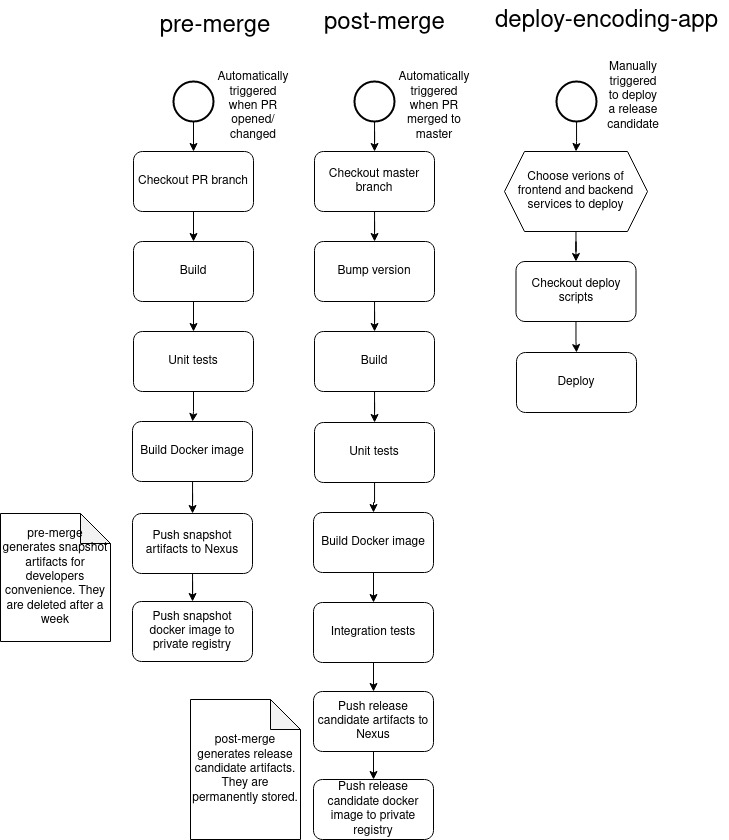 pre-merge
Automatically
triggered
when PR
opened/
changed
Checkout PR branch
Build
Unit tests
Build Docker image
Push snapshot
artifacts to Nexus
Push snapshot
docker image to
private registry
pre-merge
generates snapshot
artifacts for
developers
convenience. They
are deleted after a
week
post-merge
Automatically
triggered
when PR
merged to
master
Checkout master
branch
Bump version
Build
Unit tests
Build Docker image
Integration tests
Push release
candidate artifacts to
Nexus
Push release
candidate docker
image to private
registry
post-merge
generates release
candidate artifacts.
They are
permanently stored.
deploy-encoding-app
Manually
triggered
to deploy
a release
candidate
Choose verions of
frontend and backend
services to deploy
Checkout deploy
scripts
Deploy